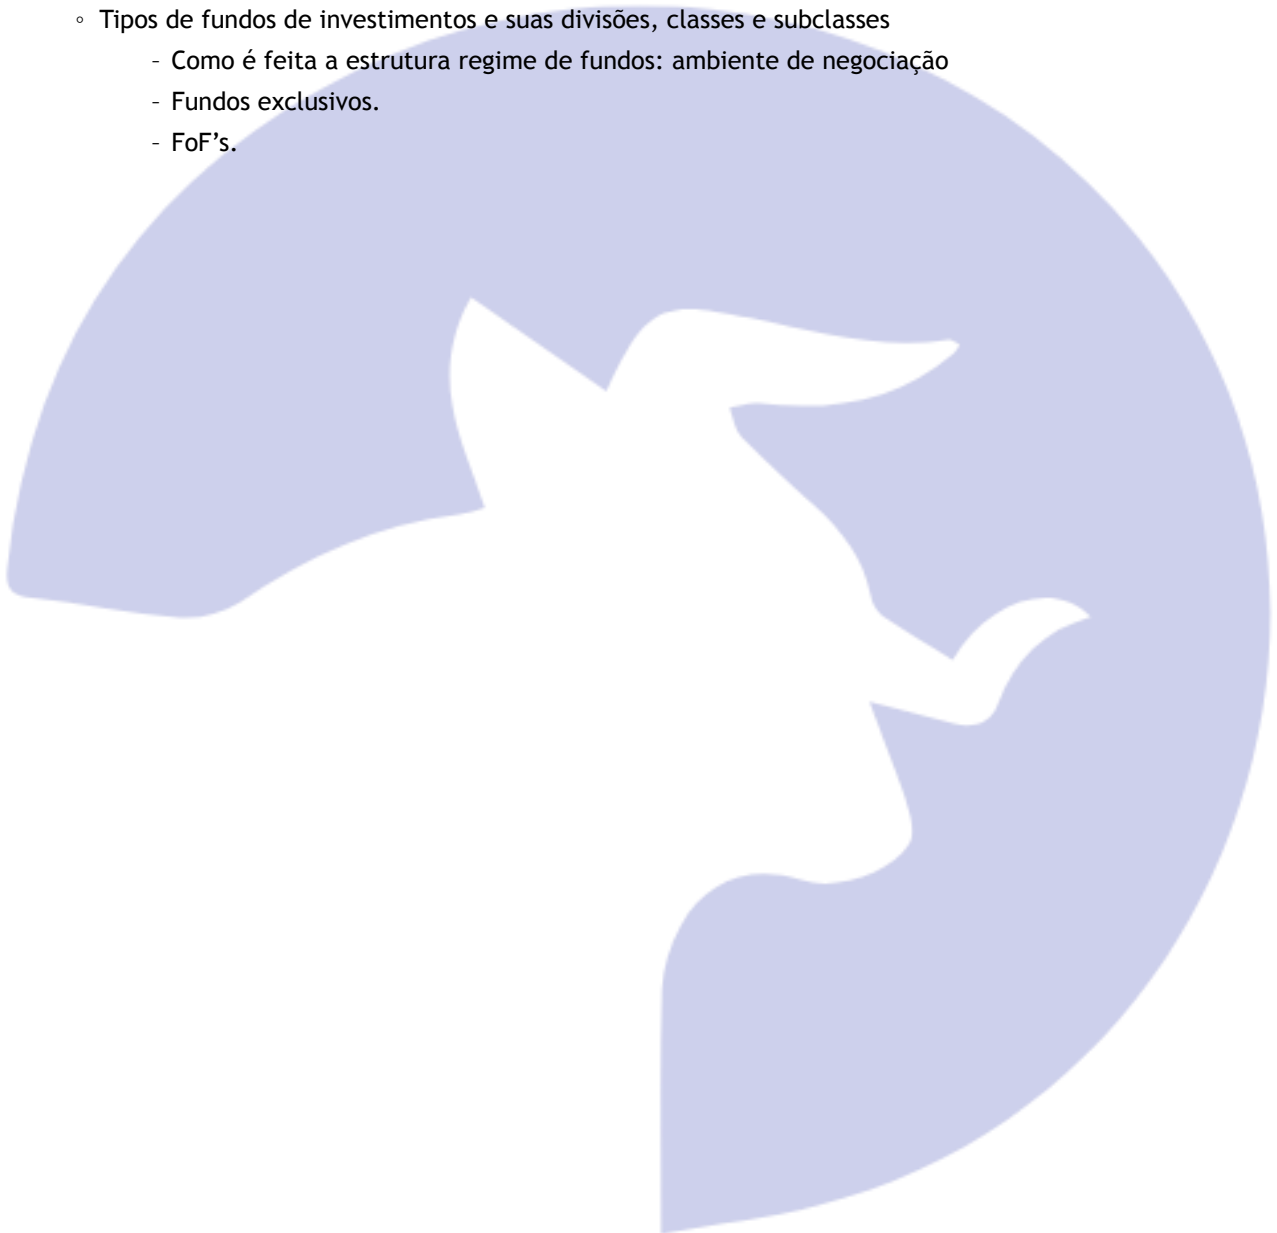 ◦ Tipos de fundos de investimentos e suas divisões, classes e subclasses
- Como é feita a estrutura regime de fundos: ambiente de negociação
- Fundos exclusivos.
- FoF’s.